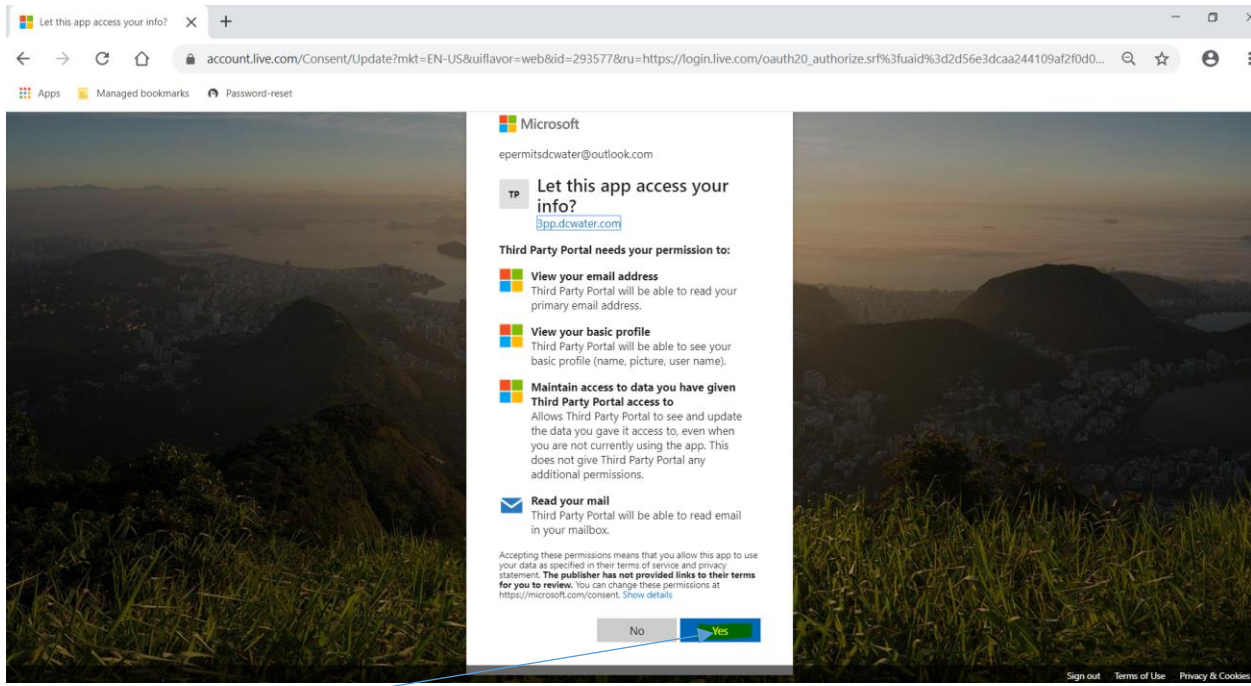 Let this app access your info?
account.live.com/Consent/Update?mkt=EN-US&uiflavor=web&id=293577&ru=https://login.live.com/oauth20_authorize.srf%3fuaid%3d2d56e3dcaa244109af2f0d0...
Apps Managed bookmarks Password-reset
Microsoft
epermitsdcwater@outlook.com
TP
Let this app access your
info?
3pp.dcwater.com
Third Party Portal needs your permission to:
View your email address
Third Party Portal will be able to read your
primary email address.
View your basic profile
Third Party Portal will be able to see your
basic profile (name, picture, user name).
Maintain access to data you have given
Third Party Portal access to
Allows Third Party Portal to see and update
the data you gave it access to, even when
you are not currently using the app. This
does not give Third Party Portal any
additional permissions.
Read your mail
Third Party Portal will be able to read email
in your mailbox.
Accepting these permissions means that you allow this app to use
your data as specified in their terms of service and privacy
statement. The publisher has not provided links to their terms
for you to review. You can change these permissions at
https://microsoft.com/consent. Show details
No Yes
Sign out Terms of Use Privacy & Cookies